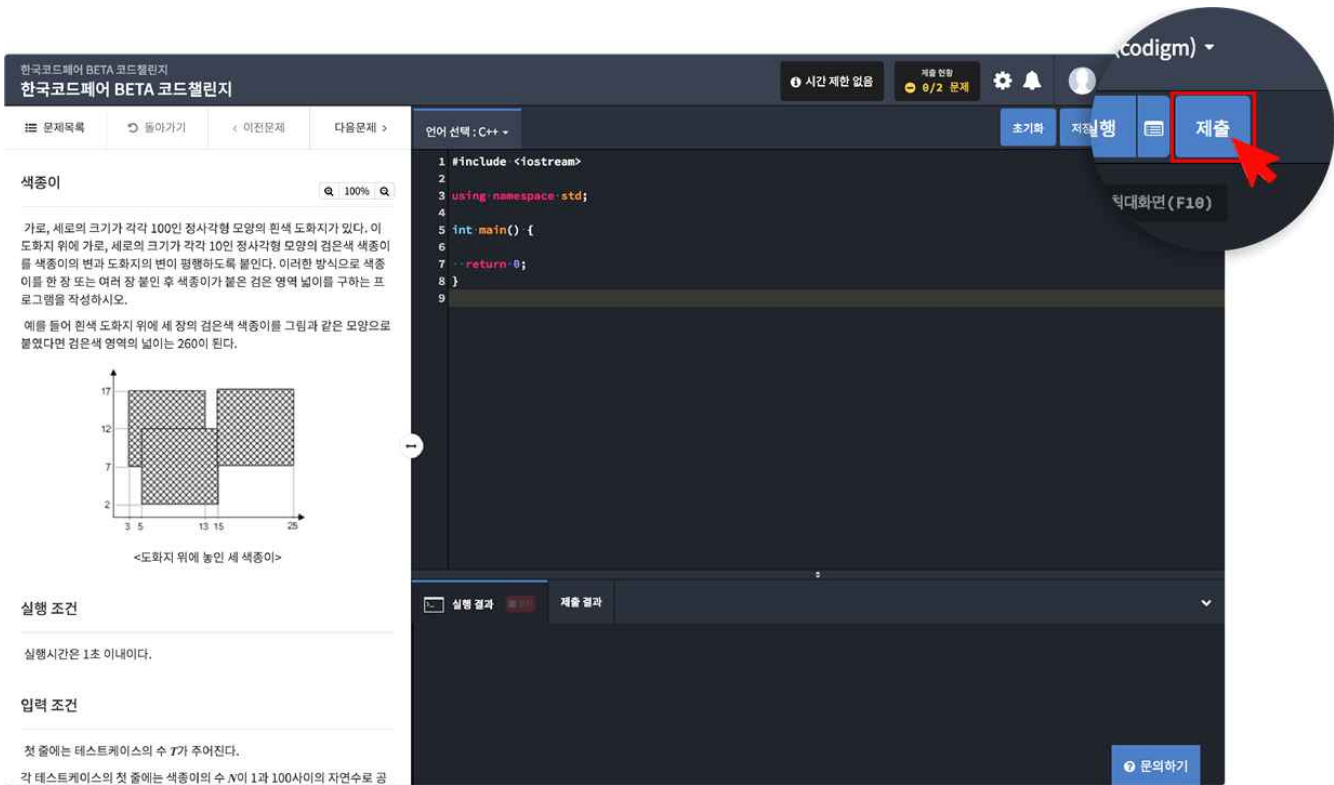 한국코드페어 BETA 코드챌린지
한국코드페어 BETA 코드챌린지
시간 제한 없음
제출 현황
0/2 문제
(codigm)
문제목록
돌아가기
이전문제
다음문제
언어 선택 : C++
초기화
저장
실행
제출
최대화면(F10)
색종이
100%
가로, 세로의 크기가 각각 100인 정사각형 모양의 흰색 도화지가 있다. 이
도화지 위에 가로, 세로의 크기가 각각 10인 정사각형 모양의 검은색 색종이
를 색종이의 변과 도화지의 변이 평행하도록 붙인다. 이러한 방식으로 색종
이를 한 장 또는 여러 장 붙인 후 색종이가 붙은 검은 영역 넓이를 구하는 프
로그램을 작성하시오.
예를 들어 흰색 도화지 위에 세 장의 검은색 색종이를 그림과 같은 모양으로
붙였다면 검은색 영역의 넓이는 260이 된다.
17
12
7
2
3 5 13 15 25
<도화지 위에 놓인 세 색종이>
실행 조건
실행시간은 1초 이내이다.
입력 조건
첫 줄에는 테스트케이스의 수 T가 주어진다.
각 테스트케이스의 첫 줄에는 색종이의 수 N이 1과 100사이의 자연수로 공
1 #include <iostream>
2
3 using namespace std;
4
5 int main() {
6
7 return 0;
8 }
9
실행 결과
제출 결과
문의하기